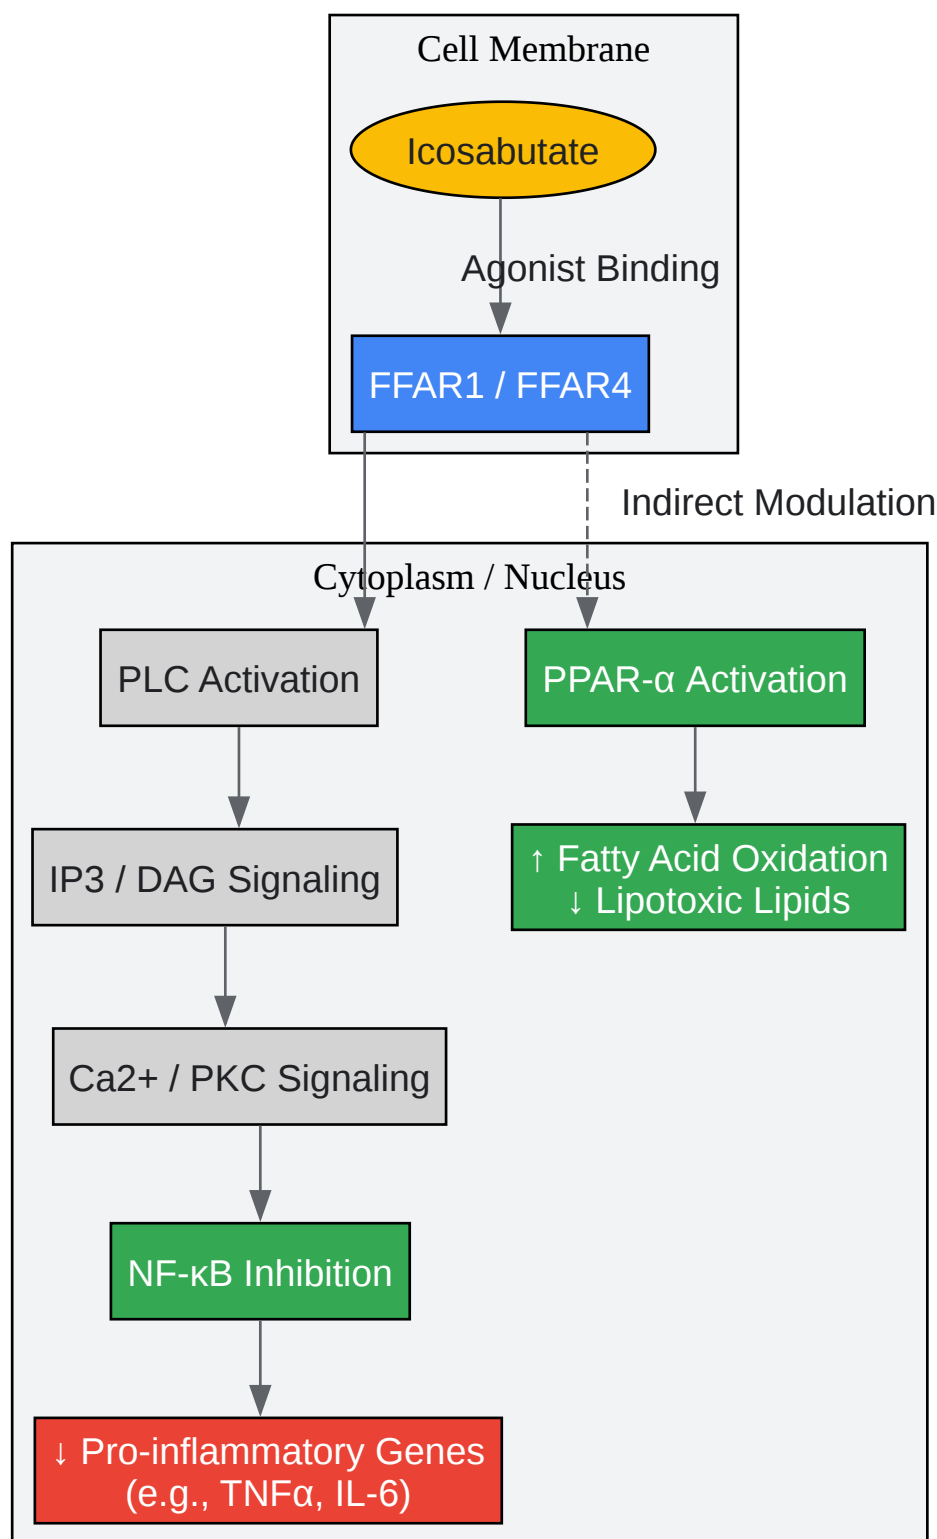 Cell Membrane
Icosabutate
Agonist Binding
FFAR1 / FFAR4
Indirect Modulation
Cytoplasm / Nucleus
PLC Activation
PPAR-α Activation
IP3 / DAG Signaling
↑ Fatty Acid Oxidation
↓ Lipotoxic Lipids
Ca2+ / PKC Signaling
NF-κB Inhibition
↓ Pro-inflammatory Genes
(e.g., TNFα, IL-6)